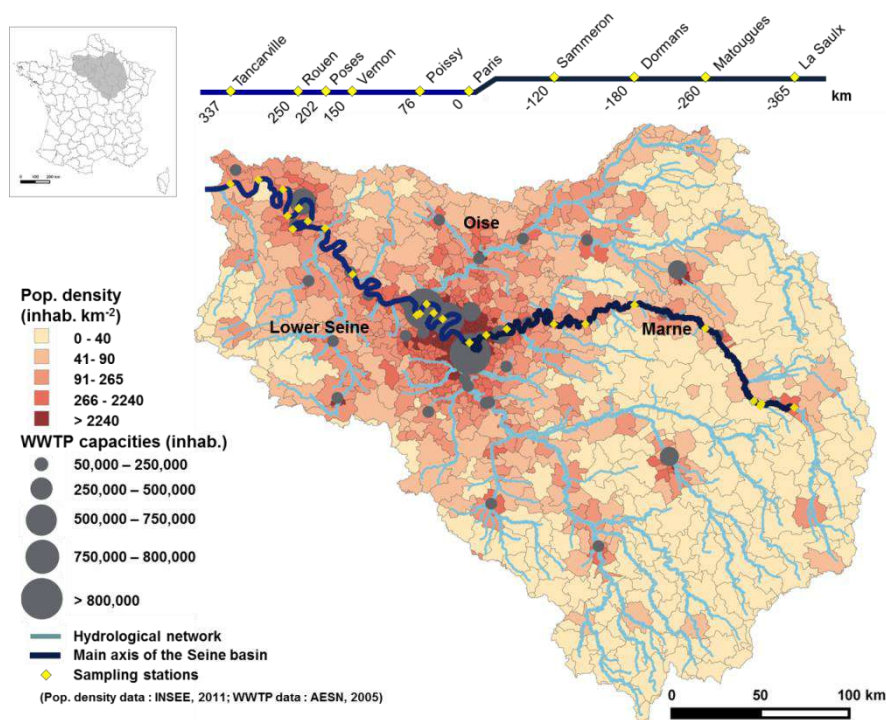 Tancarville
Rouen
Poses
Vernon
Poissy
Paris
Sammeron
Dormans
Matougues
La Saulx
337
250
202
150
76
0
-120
-180
-260
-365
km
0 100 200 km
Oise
Lower Seine
Marne
Pop. density
(inhab. km-2)
0 - 40
41- 90
91- 265
266 - 2240
> 2240
WWTP capacities (inhab.)
50,000 – 250,000
250,000 – 500,000
500,000 – 750,000
750,000 – 800,000
> 800,000
Hydrological network
Main axis of the Seine basin
Sampling stations
(Pop. density data : INSEE, 2011; WWTP data : AESN, 2005)
0 50 100 km